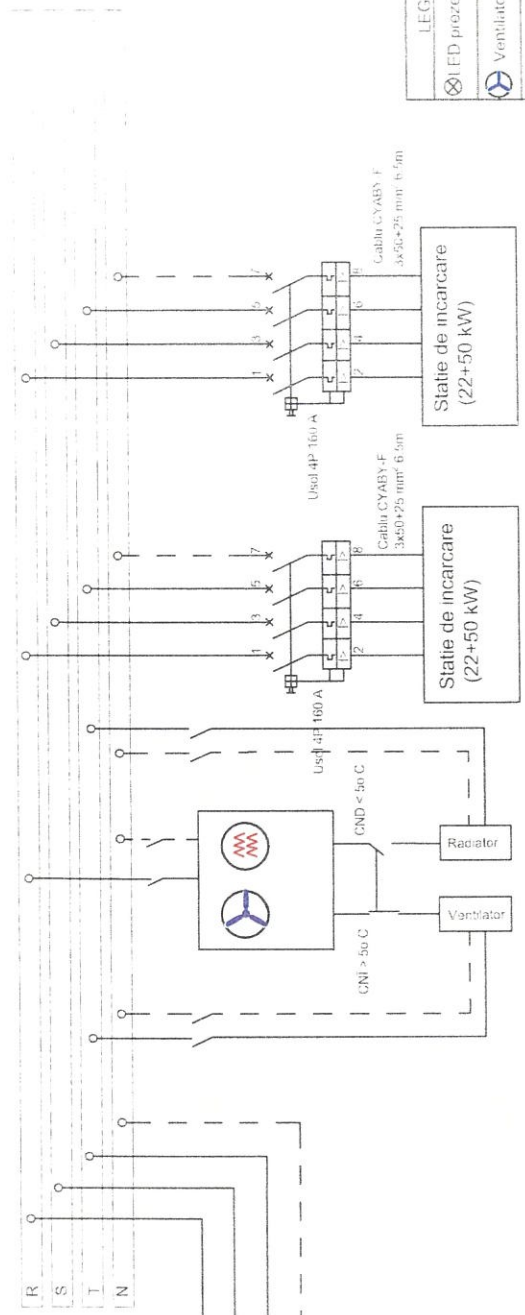 R
S
T
N
CNI > 5o C
CND < 5o C
Ventilator
Radiator
Usol 4P 160 A
1
3
5
7
2
4
6
8
Cablu CYABY-F
3x50+25 mm² 6.5m
Statie de incarcare
(22+50 kW)
Usol 4P 160 A
1
3
5
7
2
4
6
8
Cablu CYABY-F
3x50+25 mm² 6.5m
Statie de incarcare
(22+50 kW)
LEG
LED proze
Ventilato